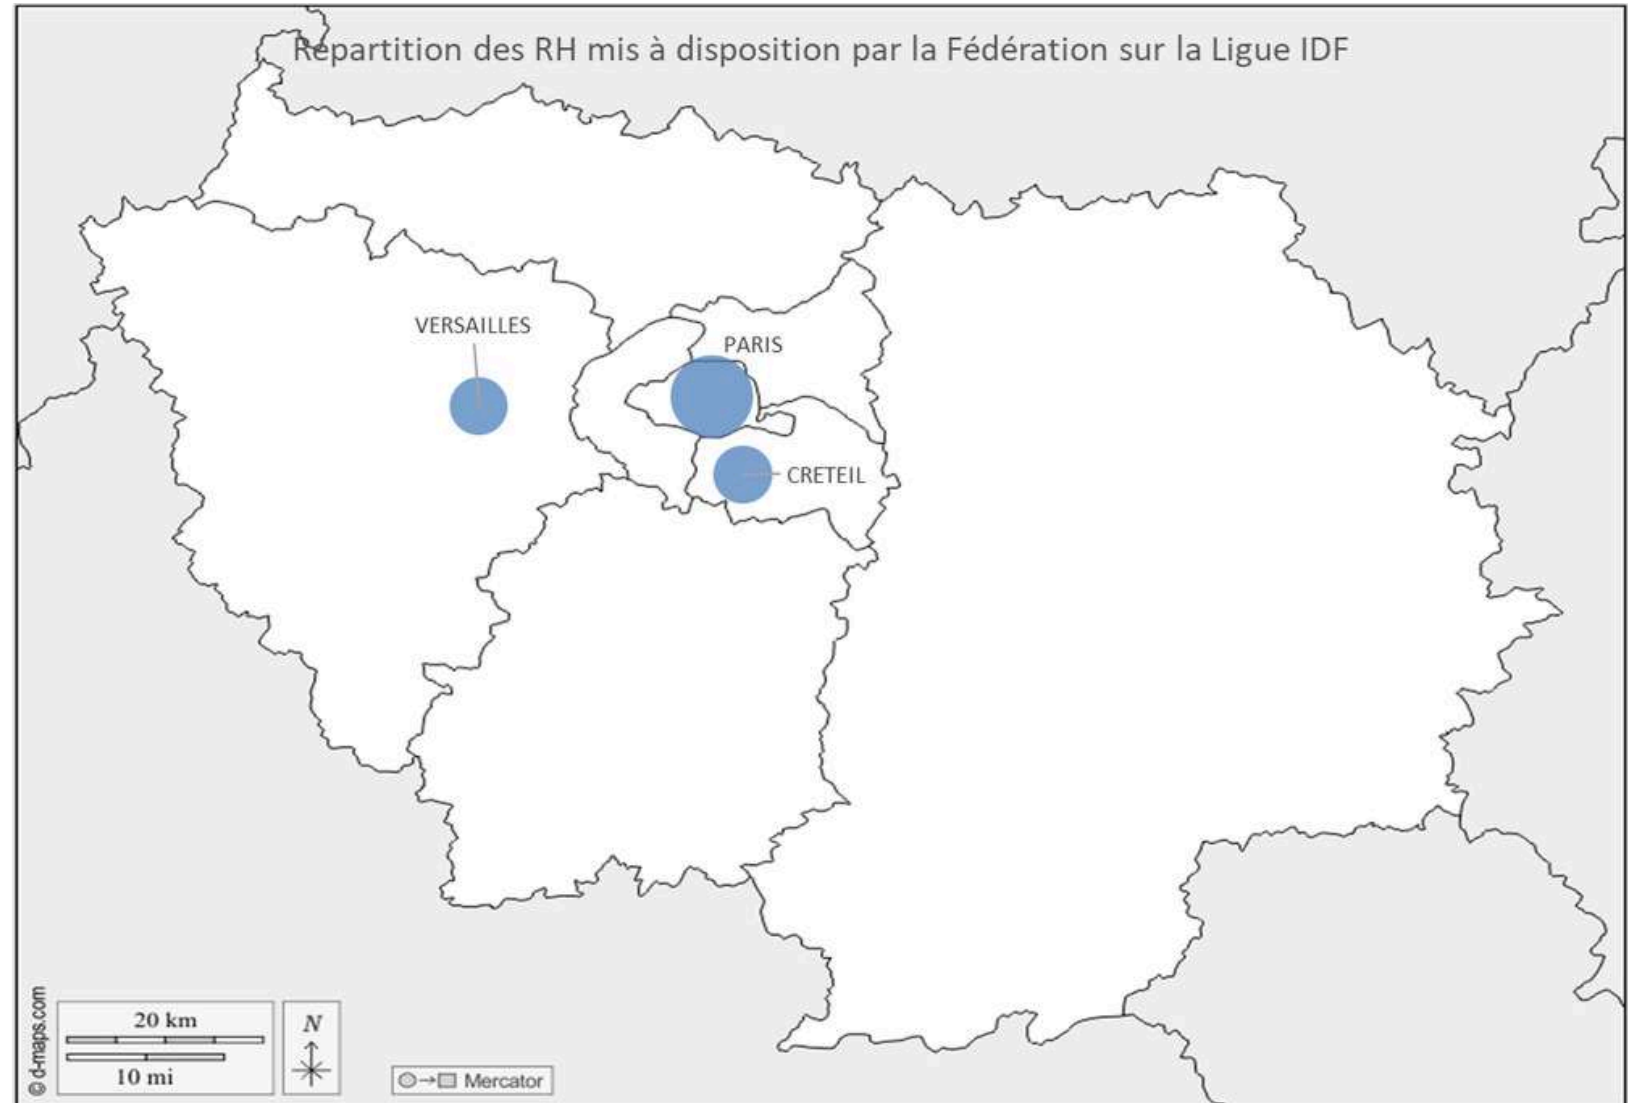 Répartition des RH mis à disposition par la Fédération sur la Ligue IDF
VERSAILLES
PARIS
CRETEIL
© d-maps.com
20 km
10 mi
N
Mercator